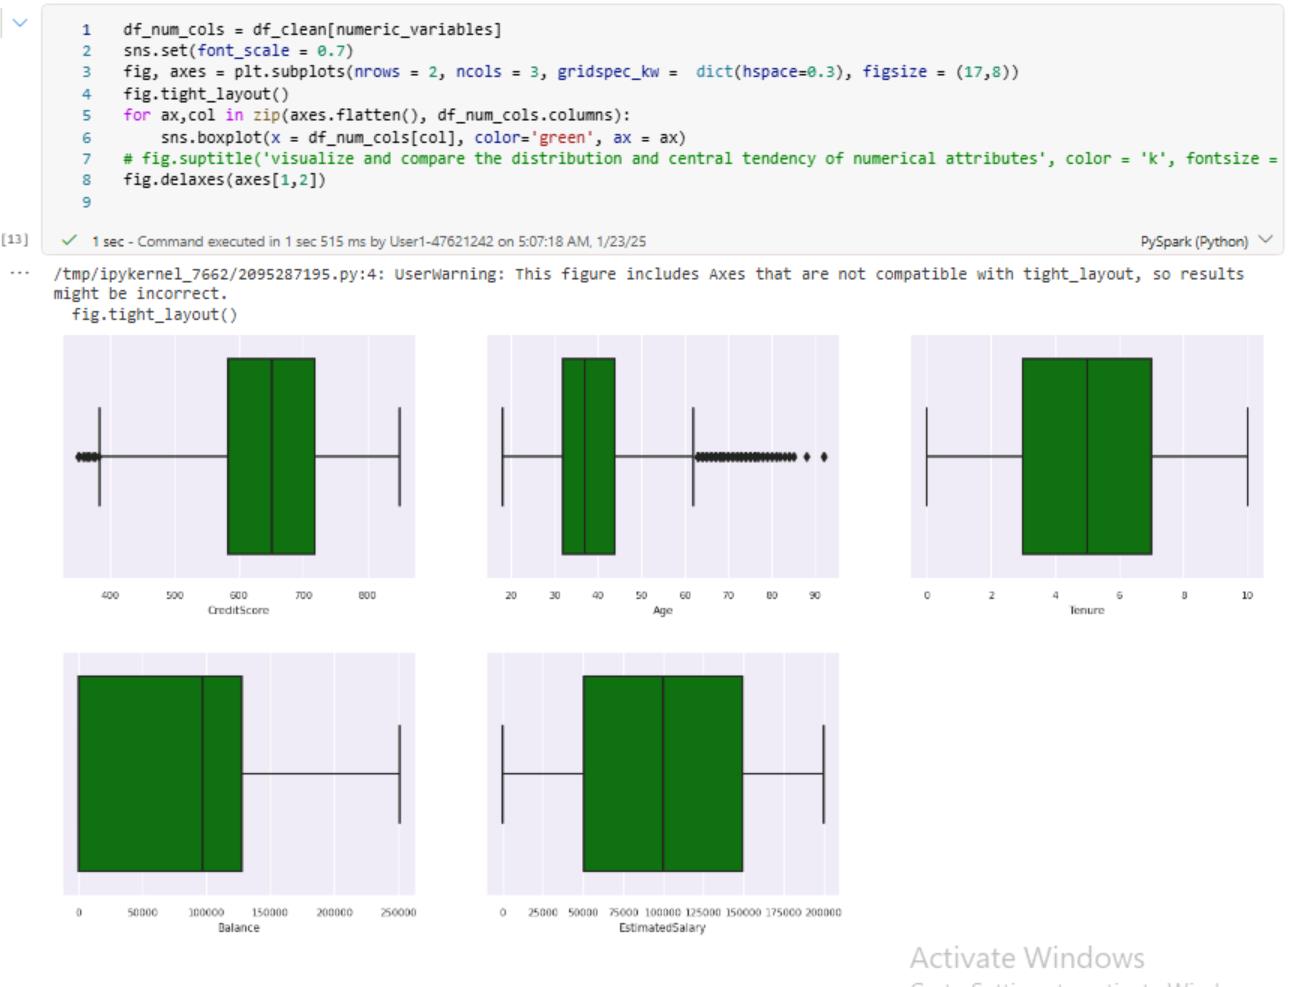 1 df_num_cols = df_clean[numeric_variables]
2 sns.set(font_scale = 0.7)
3 fig, axes = plt.subplots(nrows = 2, ncols = 3, gridspec_kw =  dict(hspace=0.3), figsize = (17,8))
4 fig.tight_layout()
5 for ax,col in zip(axes.flatten(), df_num_cols.columns):
6     sns.boxplot(x = df_num_cols[col], color='green', ax = ax)
7 # fig.suptitle('visualize and compare the distribution and central tendency of numerical attributes', color = 'k', fontsize =
8 fig.delaxes(axes[1,2])
9
[13] 1 sec - Command executed in 1 sec 515 ms by User1-47621242 on 5:07:18 AM, 1/23/25 PySpark (Python)
... /tmp/ipykernel_7662/2095287195.py:4: UserWarning: This figure includes Axes that are not compatible with tight_layout, so results
might be incorrect.
  fig.tight_layout()
400 500 600 700 800
CreditScore
20 30 40 50 60 70 80 90
Age
0 2 4 6 8 10
Tenure
0 50000 100000 150000 200000 250000
Balance
0 25000 50000 75000 100000 125000 150000 175000 200000
EstimatedSalary
Activate Windows